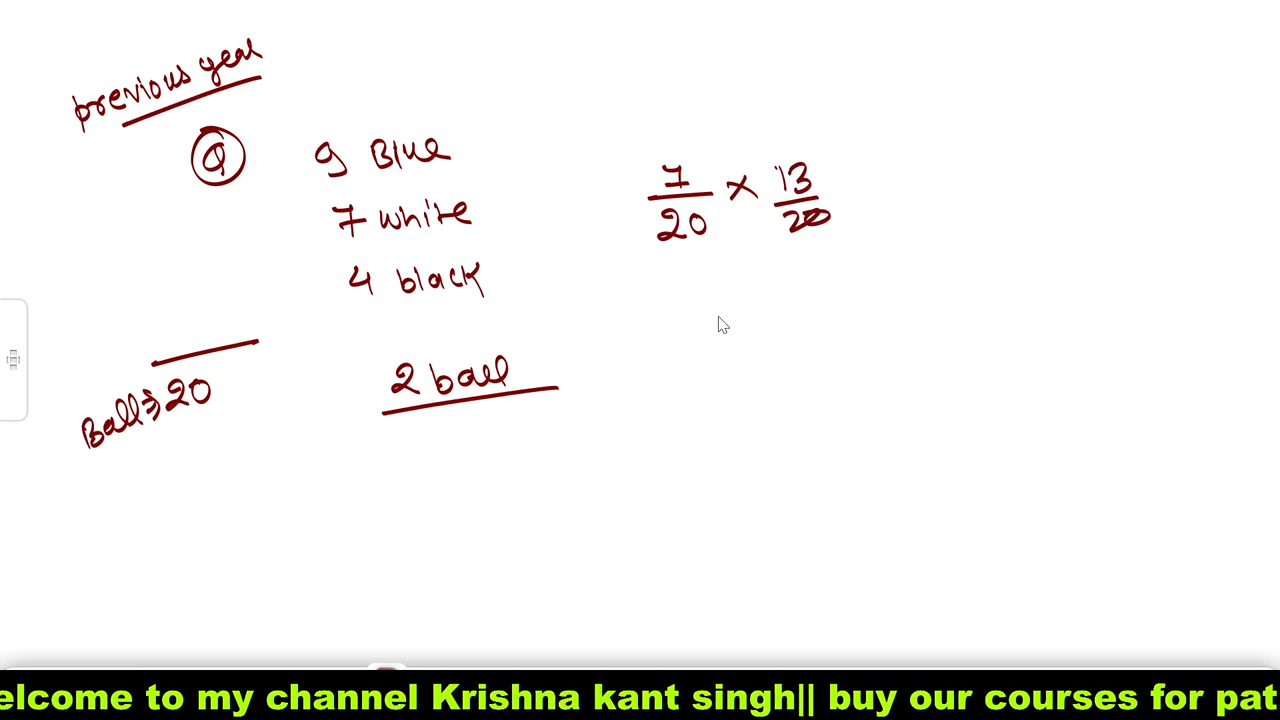 previous year
Q 9 Blue
7 white
4 black
Ball⇒20
2 ball
7/20 × 13/20
elcome to my channel Krishna kant singh|| buy our courses for pat